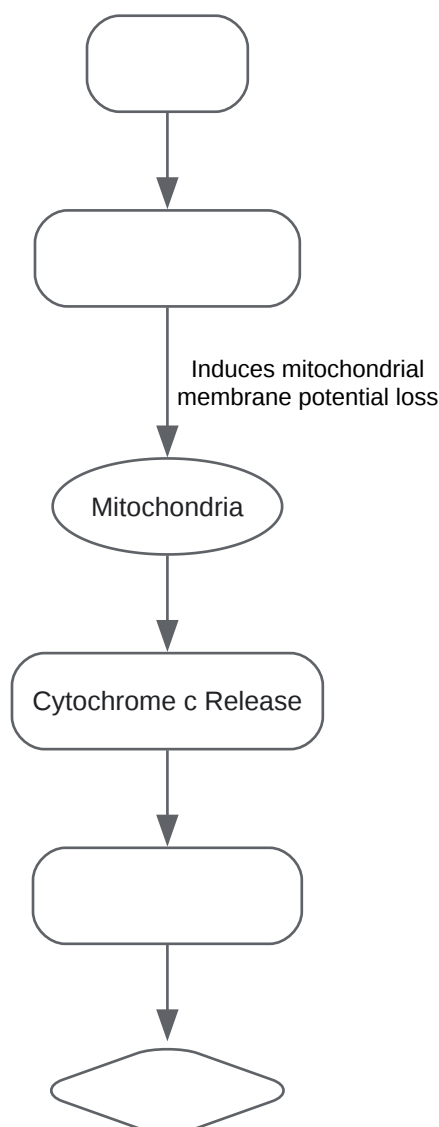 Induces mitochondrial
membrane potential loss
Mitochondria
Cytochrome c Release